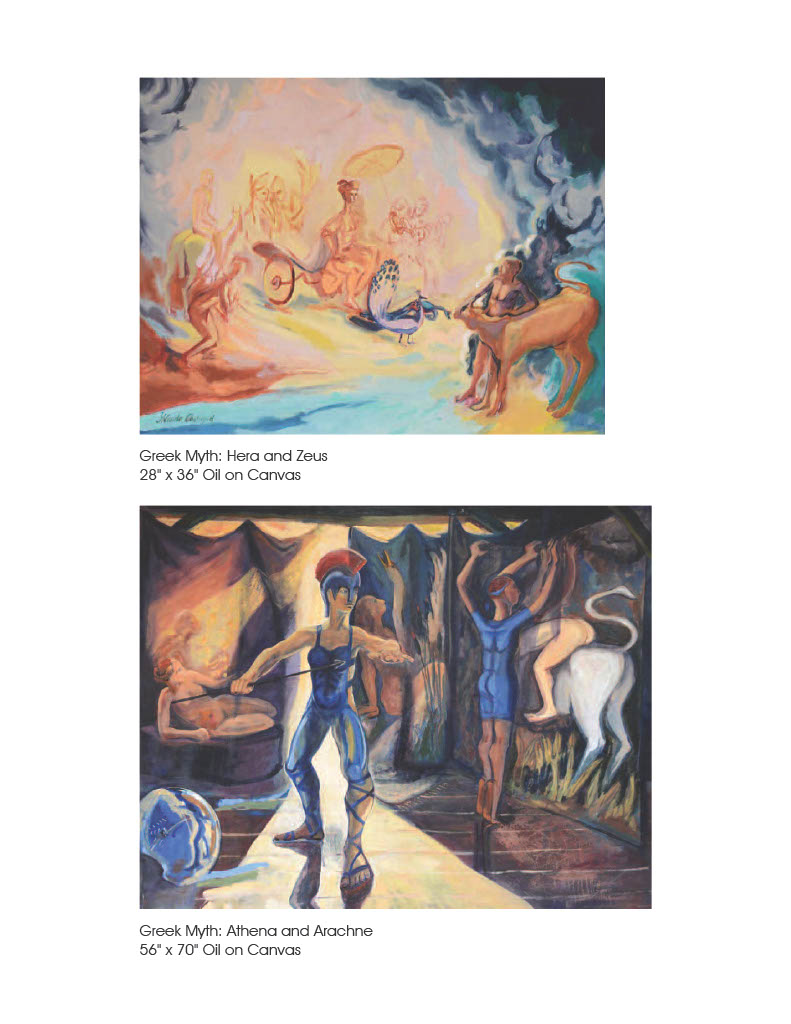 Greek Myth: Hera and Zeus
28" x 36" Oil on Canvas
Greek Myth: Athena and Arachne
56" x 70" Oil on Canvas